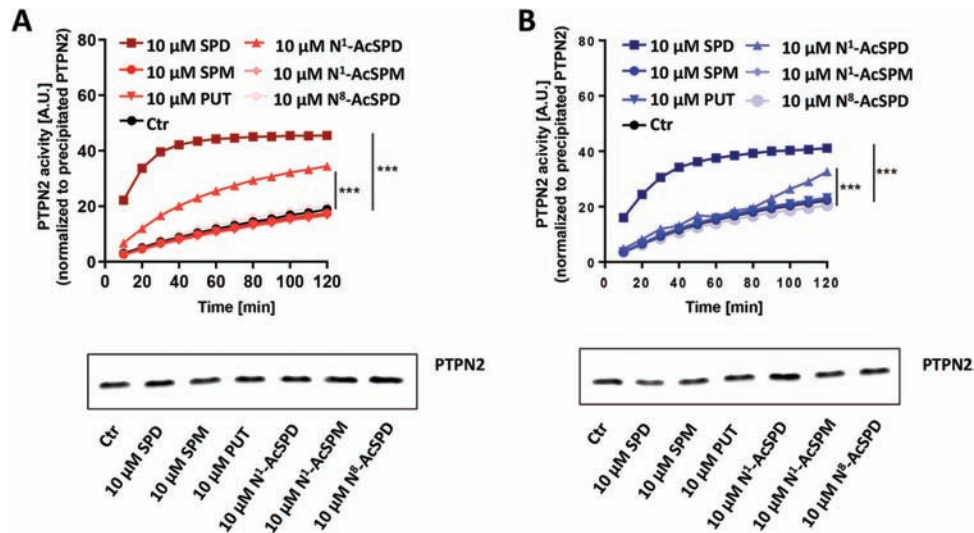 A
PTPN2 acivity [A.U.]
(normalized to precipitated PTPN2)
80
60
40
20
0
10 µM SPD
10 µM N¹-AcSPD
10 µM SPM
10 µM N¹-AcSPM
10 µM PUT
10 µM N⁸-AcSPD
Ctr
***
***
0 20 40 60 80 100 120
Time [min]
PTPN2
Ctr
10 µM SPD
10 µM SPM
10 µM PUT
10 µM N¹-AcSPD
10 µM N¹-AcSPM
10 µM N⁸-AcSPD
B
PTPN2 acivity [A.U.]
(normalized to precipitated PTPN2)
80
60
40
20
0
10 µM SPD
10 µM N¹-AcSPD
10 µM SPM
10 µM N¹-AcSPM
10 µM PUT
10 µM N⁸-AcSPD
Ctr
***
***
0 20 40 60 80 100 120
Time [min]
PTPN2
Ctr
10 µM SPD
10 µM SPM
10 µM PUT
10 µM N¹-AcSPD
10 µM N¹-AcSPM
10 µM N⁸-AcSPD